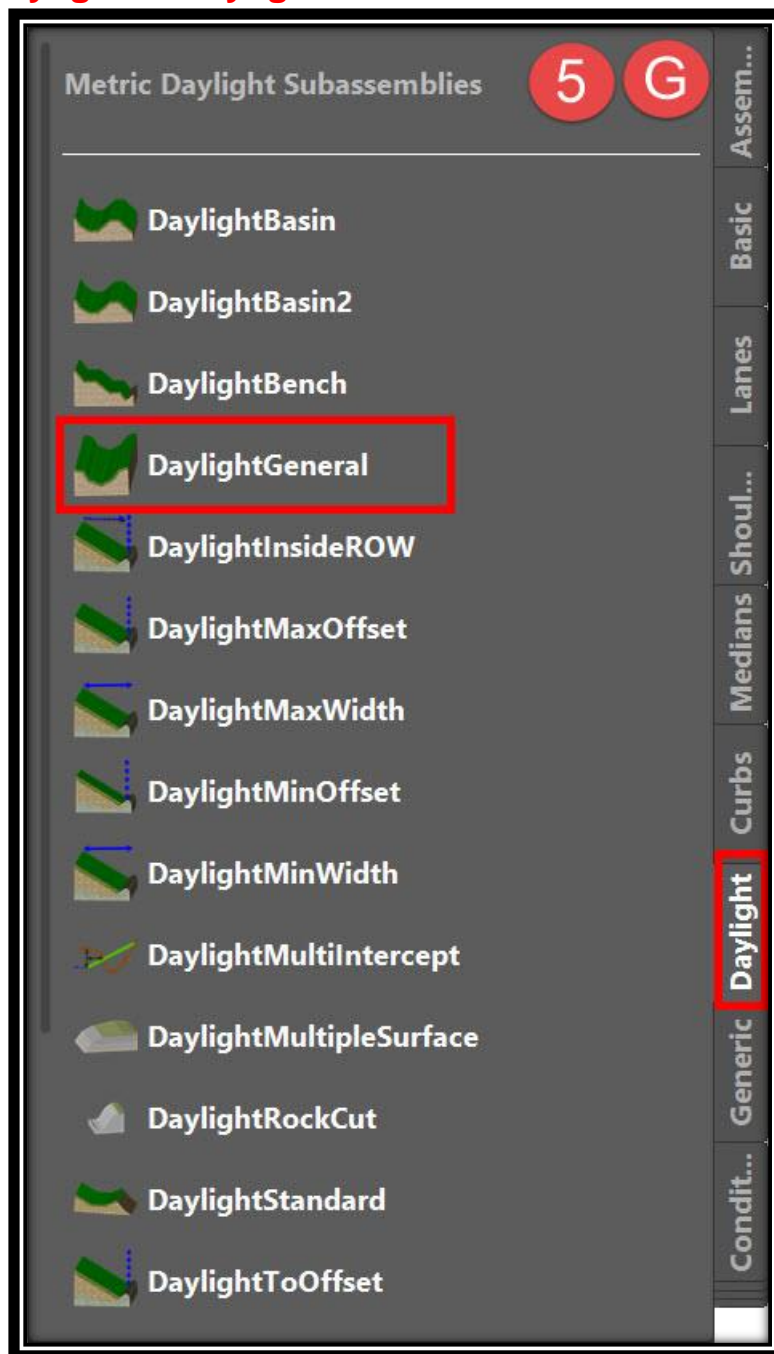 Metric Daylight Subassemblies
5 G
DaylightBasin
DaylightBasin2
DaylightBench
DaylightGeneral
DaylightInsideROW
DaylightMaxOffset
DaylightMaxWidth
DaylightMinOffset
DaylightMinWidth
DaylightMultiIntercept
DaylightMultipleSurface
DaylightRockCut
DaylightStandard
DaylightToOffset
Assem...
Basic
Lanes
Shoul...
Medians
Curbs
Daylight
Generic
Condit...